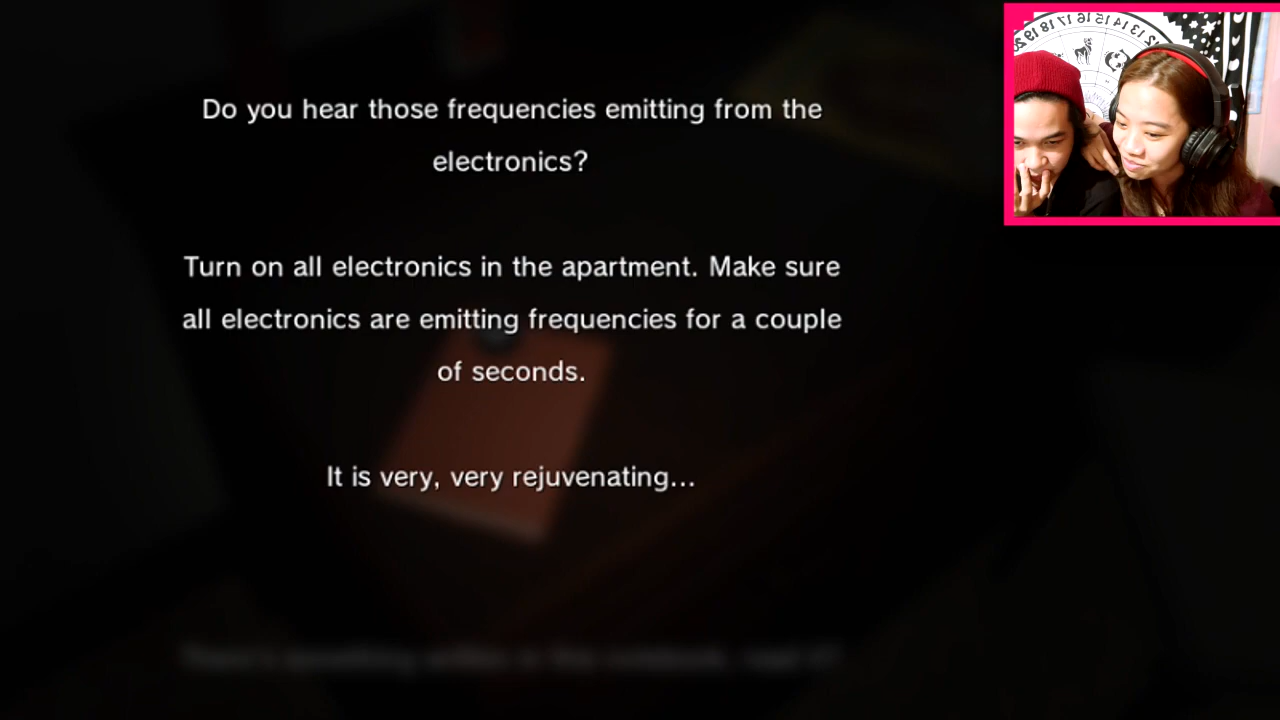 Do you hear those frequencies emitting from the
electronics?
Turn on all electronics in the apartment. Make sure
all electronics are emitting frequencies for a couple
of seconds.
It is very, very rejuvenating...